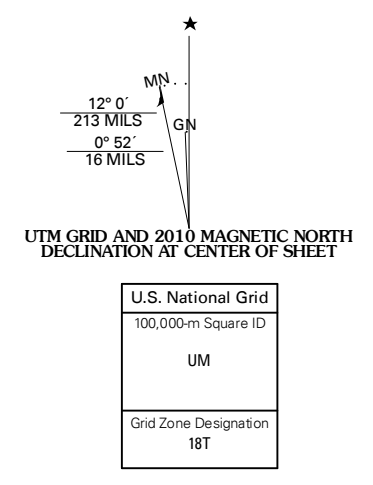 ★
MN
12° 0´
213 MILS
GN
0° 52´
16 MILS
UTM GRID AND 2010 MAGNETIC NORTH
DECLINATION AT CENTER OF SHEET
U.S. National Grid
100,000-m Square ID
UM
Grid Zone Designation
18T